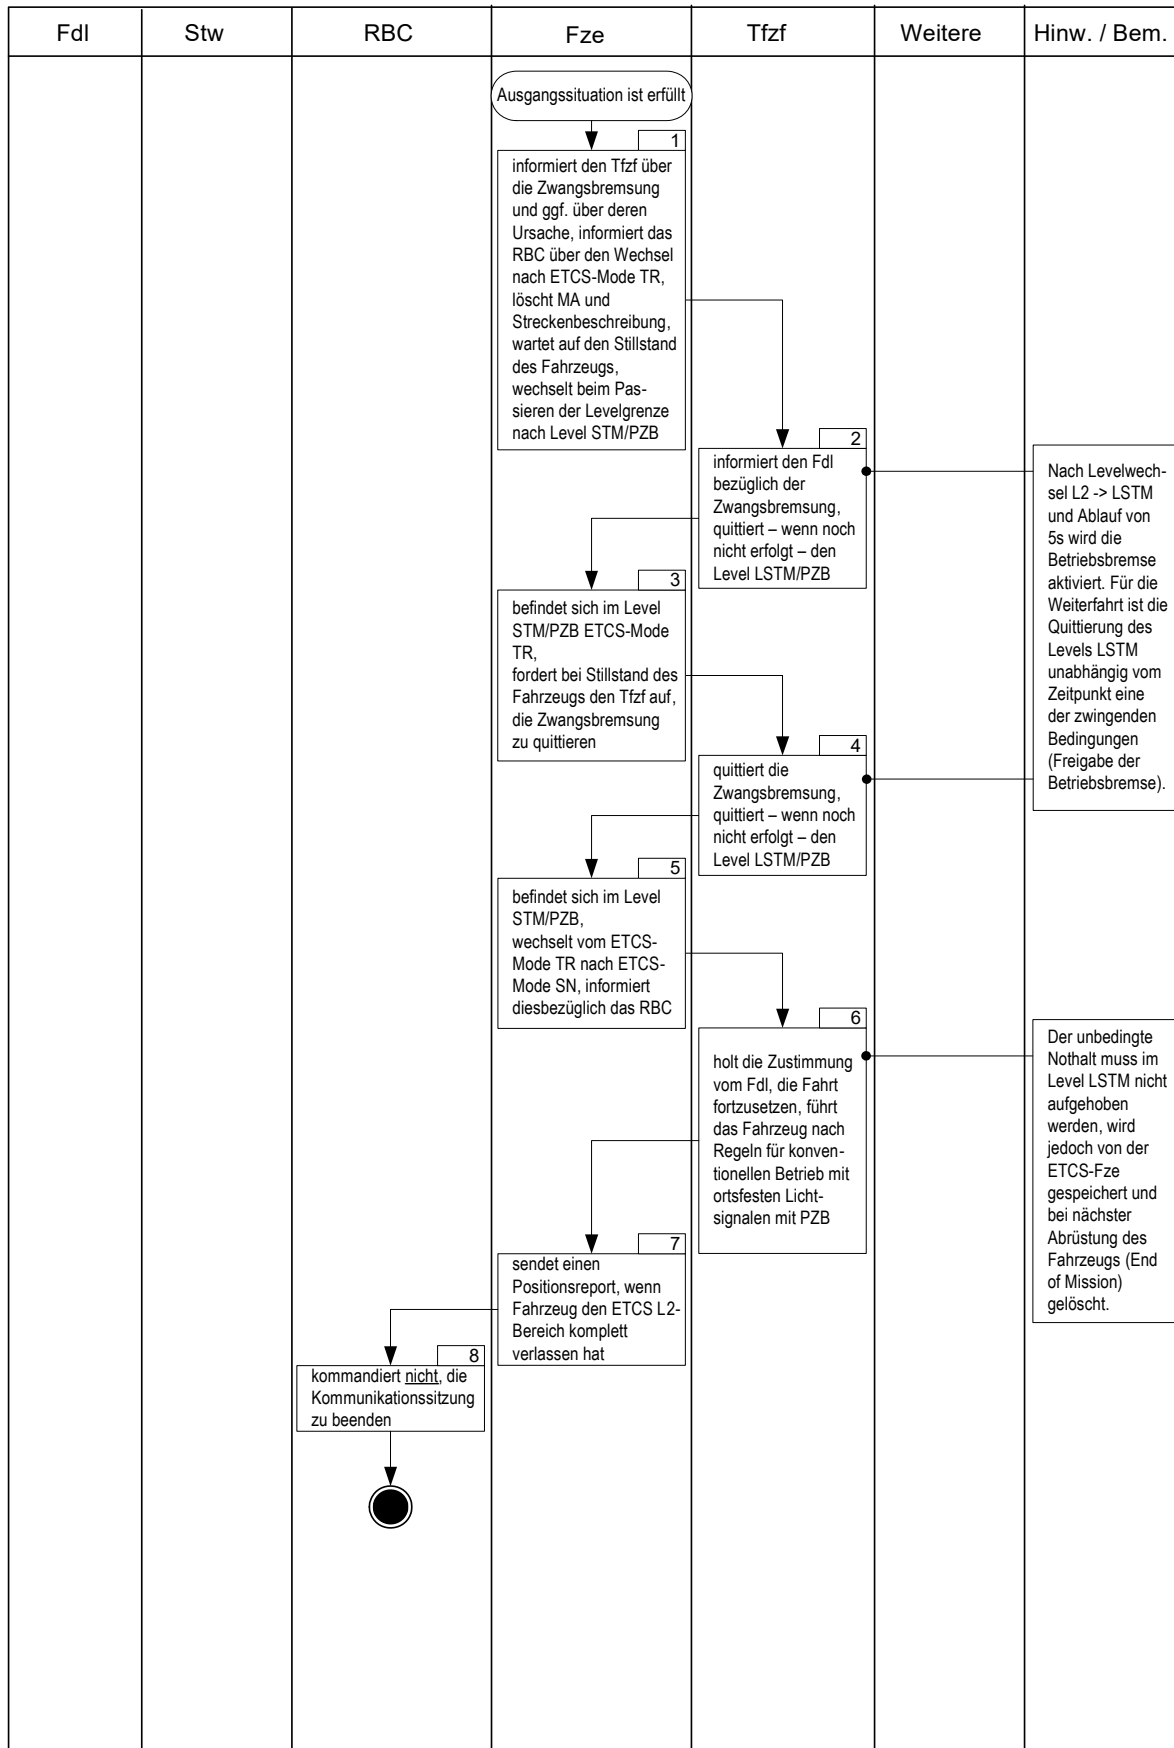 Fdl
Stw
RBC
Fze
Tfzf
Weitere
Hinw. / Bem.
Ausgangssituation ist erfüllt
1
informiert den Tfzf über
die Zwangsbremsung
und ggf. über deren
Ursache, informiert das
RBC über den Wechsel
nach ETCS-Mode TR,
löscht MA und
Streckenbeschreibung,
wartet auf den Stillstand
des Fahrzeugs,
wechselt beim Pas-
sieren der Levelgrenze
nach Level STM/PZB
2
informiert den Fdl
bezüglich der
Zwangsbremsung,
quittiert – wenn noch
nicht erfolgt – den
Level LSTM/PZB
Nach Levelwech-
sel L2 -> LSTM
und Ablauf von
5s wird die
Betriebsbremse
aktiviert. Für die
Weiterfahrt ist die
Quittierung des
Levels LSTM
unabhängig vom
Zeitpunkt eine
der zwingenden
Bedingungen
(Freigabe der
Betriebsbremse).
3
befindet sich im Level
STM/PZB ETCS-Mode
TR,
fordert bei Stillstand des
Fahrzeugs den Tfzf auf,
die Zwangsbremsung
zu quittieren
4
quittiert die
Zwangsbremsung,
quittiert – wenn noch
nicht erfolgt – den
Level LSTM/PZB
5
befindet sich im Level
STM/PZB,
wechselt vom ETCS-
Mode TR nach ETCS-
Mode SN, informiert
diesbezüglich das RBC
6
holt die Zustimmung
vom Fdl, die Fahrt
fortzusetzen, führt
das Fahrzeug nach
Regeln für konven-
tionellen Betrieb mit
ortsfesten Licht-
signalen mit PZB
Der unbedingte
Nothalt muss im
Level LSTM nicht
aufgehoben
werden, wird
jedoch von der
ETCS-Fze
gespeichert und
bei nächster
Abrüstung des
Fahrzeugs (End
of Mission)
gelöscht.
7
sendet einen
Positionsreport, wenn
Fahrzeug den ETCS L2-
Bereich komplett
verlassen hat
8
kommandiert nicht, die
Kommunikationssitzung
zu beenden